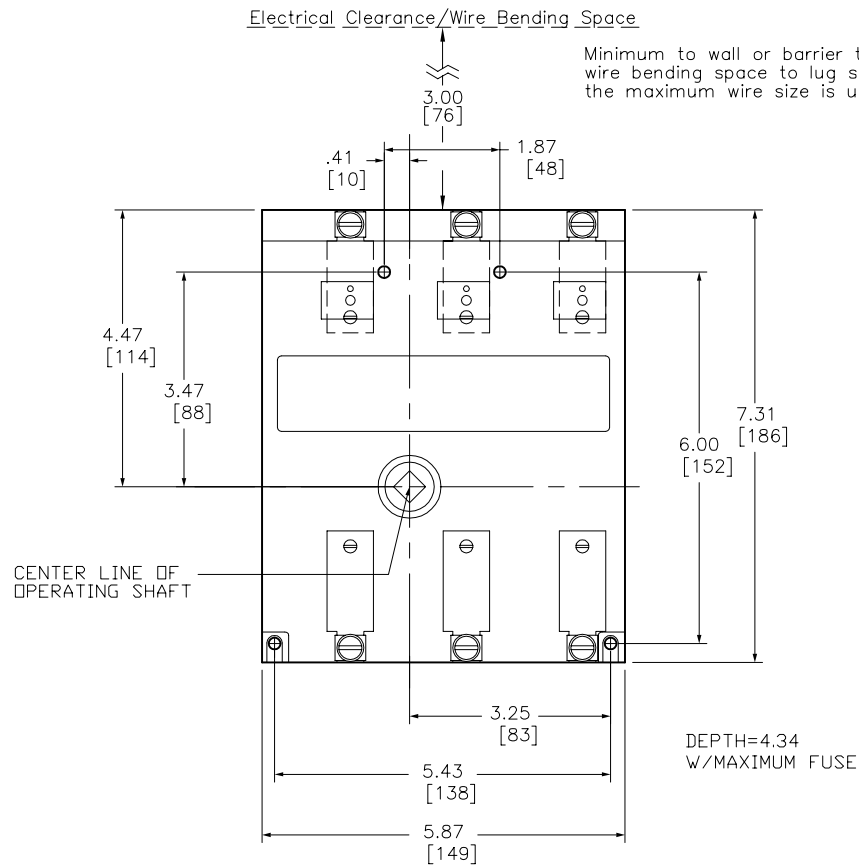 Electrical Clearance/Wire Bending Space
Minimum to wall or barrier
wire bending space to lug
the maximum wire size is
3.00
[76]
.41
[10]
1.87
[48]
4.47
[114]
3.47
[88]
7.31
[186]
6.00
[152]
CENTER LINE OF
OPERATING SHAFT
3.25
[83]
DEPTH=4.34
W/MAXIMUM FUSE
5.43
[138]
5.87
[149]